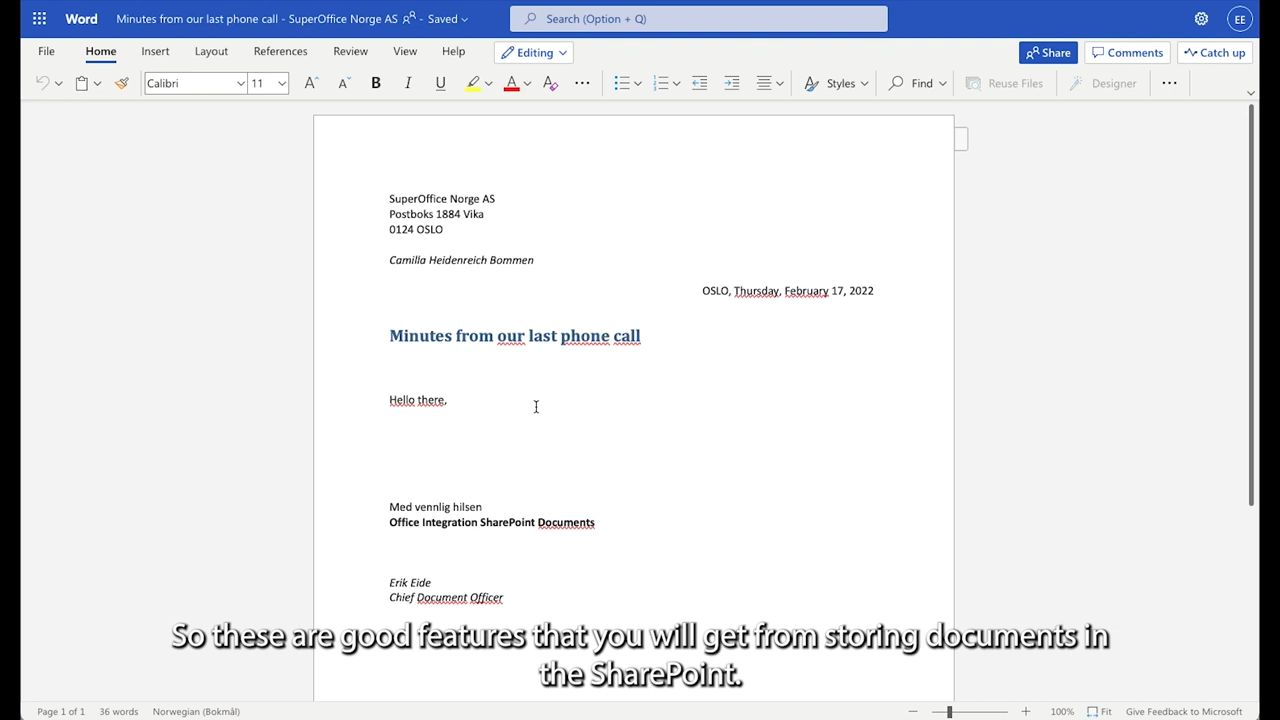 Word Minutes from our last phone call - SuperOffice Norge AS - Saved Search (Option + Q) EE
File Home Insert Layout References Review View Help Editing Share Comments Catch up
Calibri 11 A A B I U A A Styles Find Reuse Files Designer
SuperOffice Norge AS
Postboks 1884 Vika
0124 OSLO
Camilla Heidenreich Bommen
OSLO, Thursday, February 17, 2022
Minutes from our last phone call
Hello there,
Med vennlig hilsen
Office Integration SharePoint Documents
Erik Eide
Chief Document Officer
So these are good features that you will get from storing documents in
the SharePoint.
Page 1 of 1 36 words Norwegian (Bokmål) 100% Fit Give Feedback to Microsoft